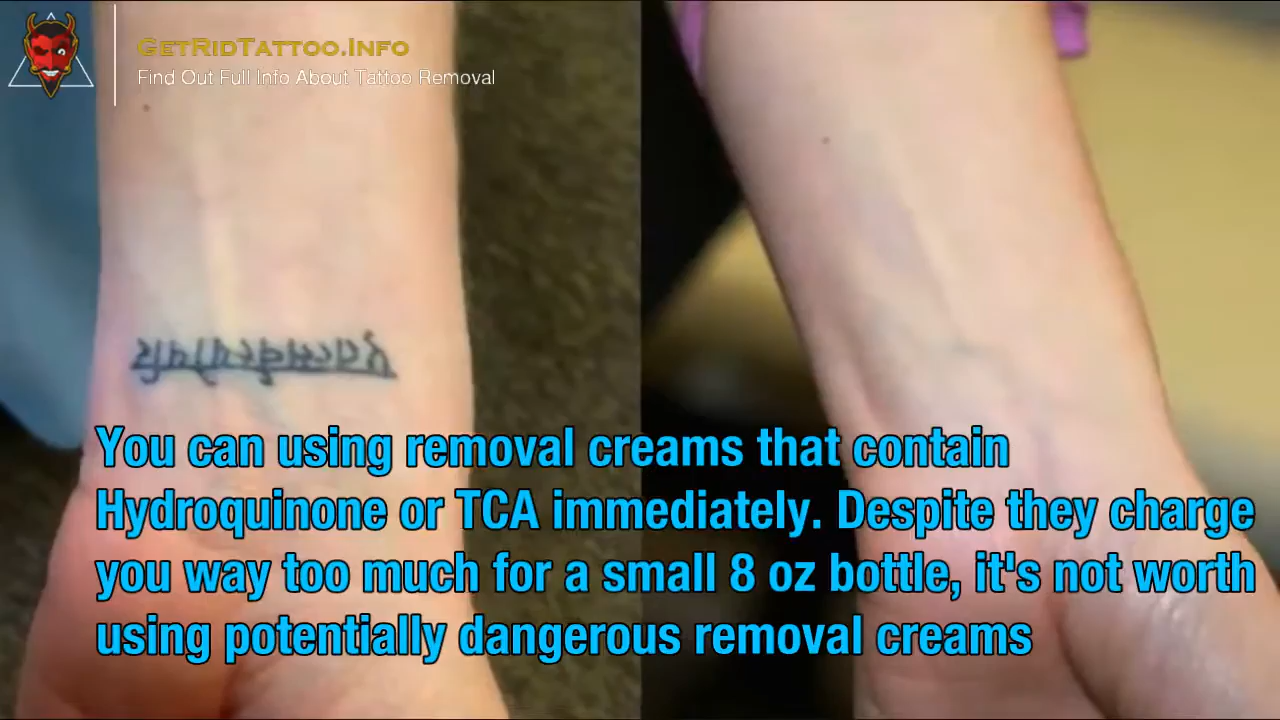 GETRIDTATTOO.INFO
Find Out Full Info About Tattoo Removal
You can using removal creams that contain
Hydroquinone or TCA immediately. Despite they charge
you way too much for a small 8 oz bottle, it's not worth
using potentially dangerous removal creams